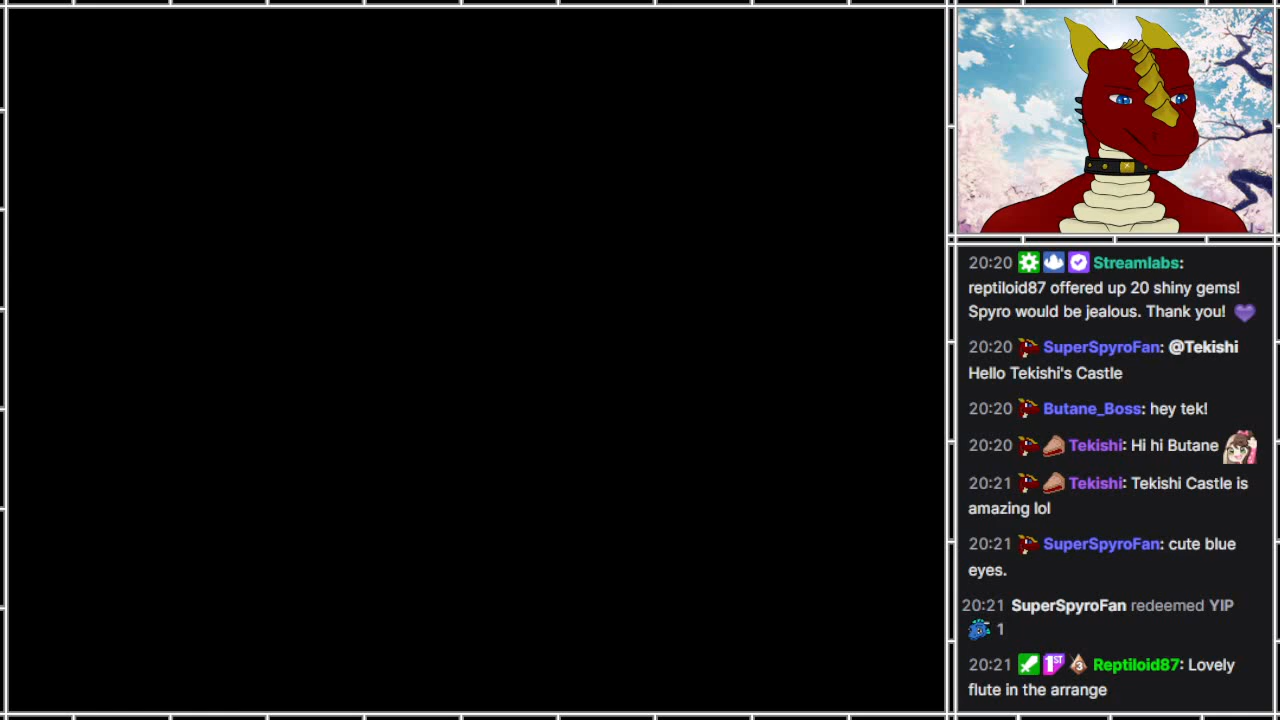 20:20 Streamlabs:
reptiloid87 offered up 20 shiny gems!
Spyro would be jealous. Thank you!
20:20 SuperSpyroFan: @Tekishi
Hello Tekishi's Castle
20:20 Butane_Boss: hey tek!
20:20 Tekishi: Hi hi Butane
20:21 Tekishi: Tekishi Castle is
amazing lol
20:21 SuperSpyroFan: cute blue
eyes.
20:21 SuperSpyroFan redeemed YIP
1
20:21 1ST 3 Reptiloid87: Lovely
flute in the arrange